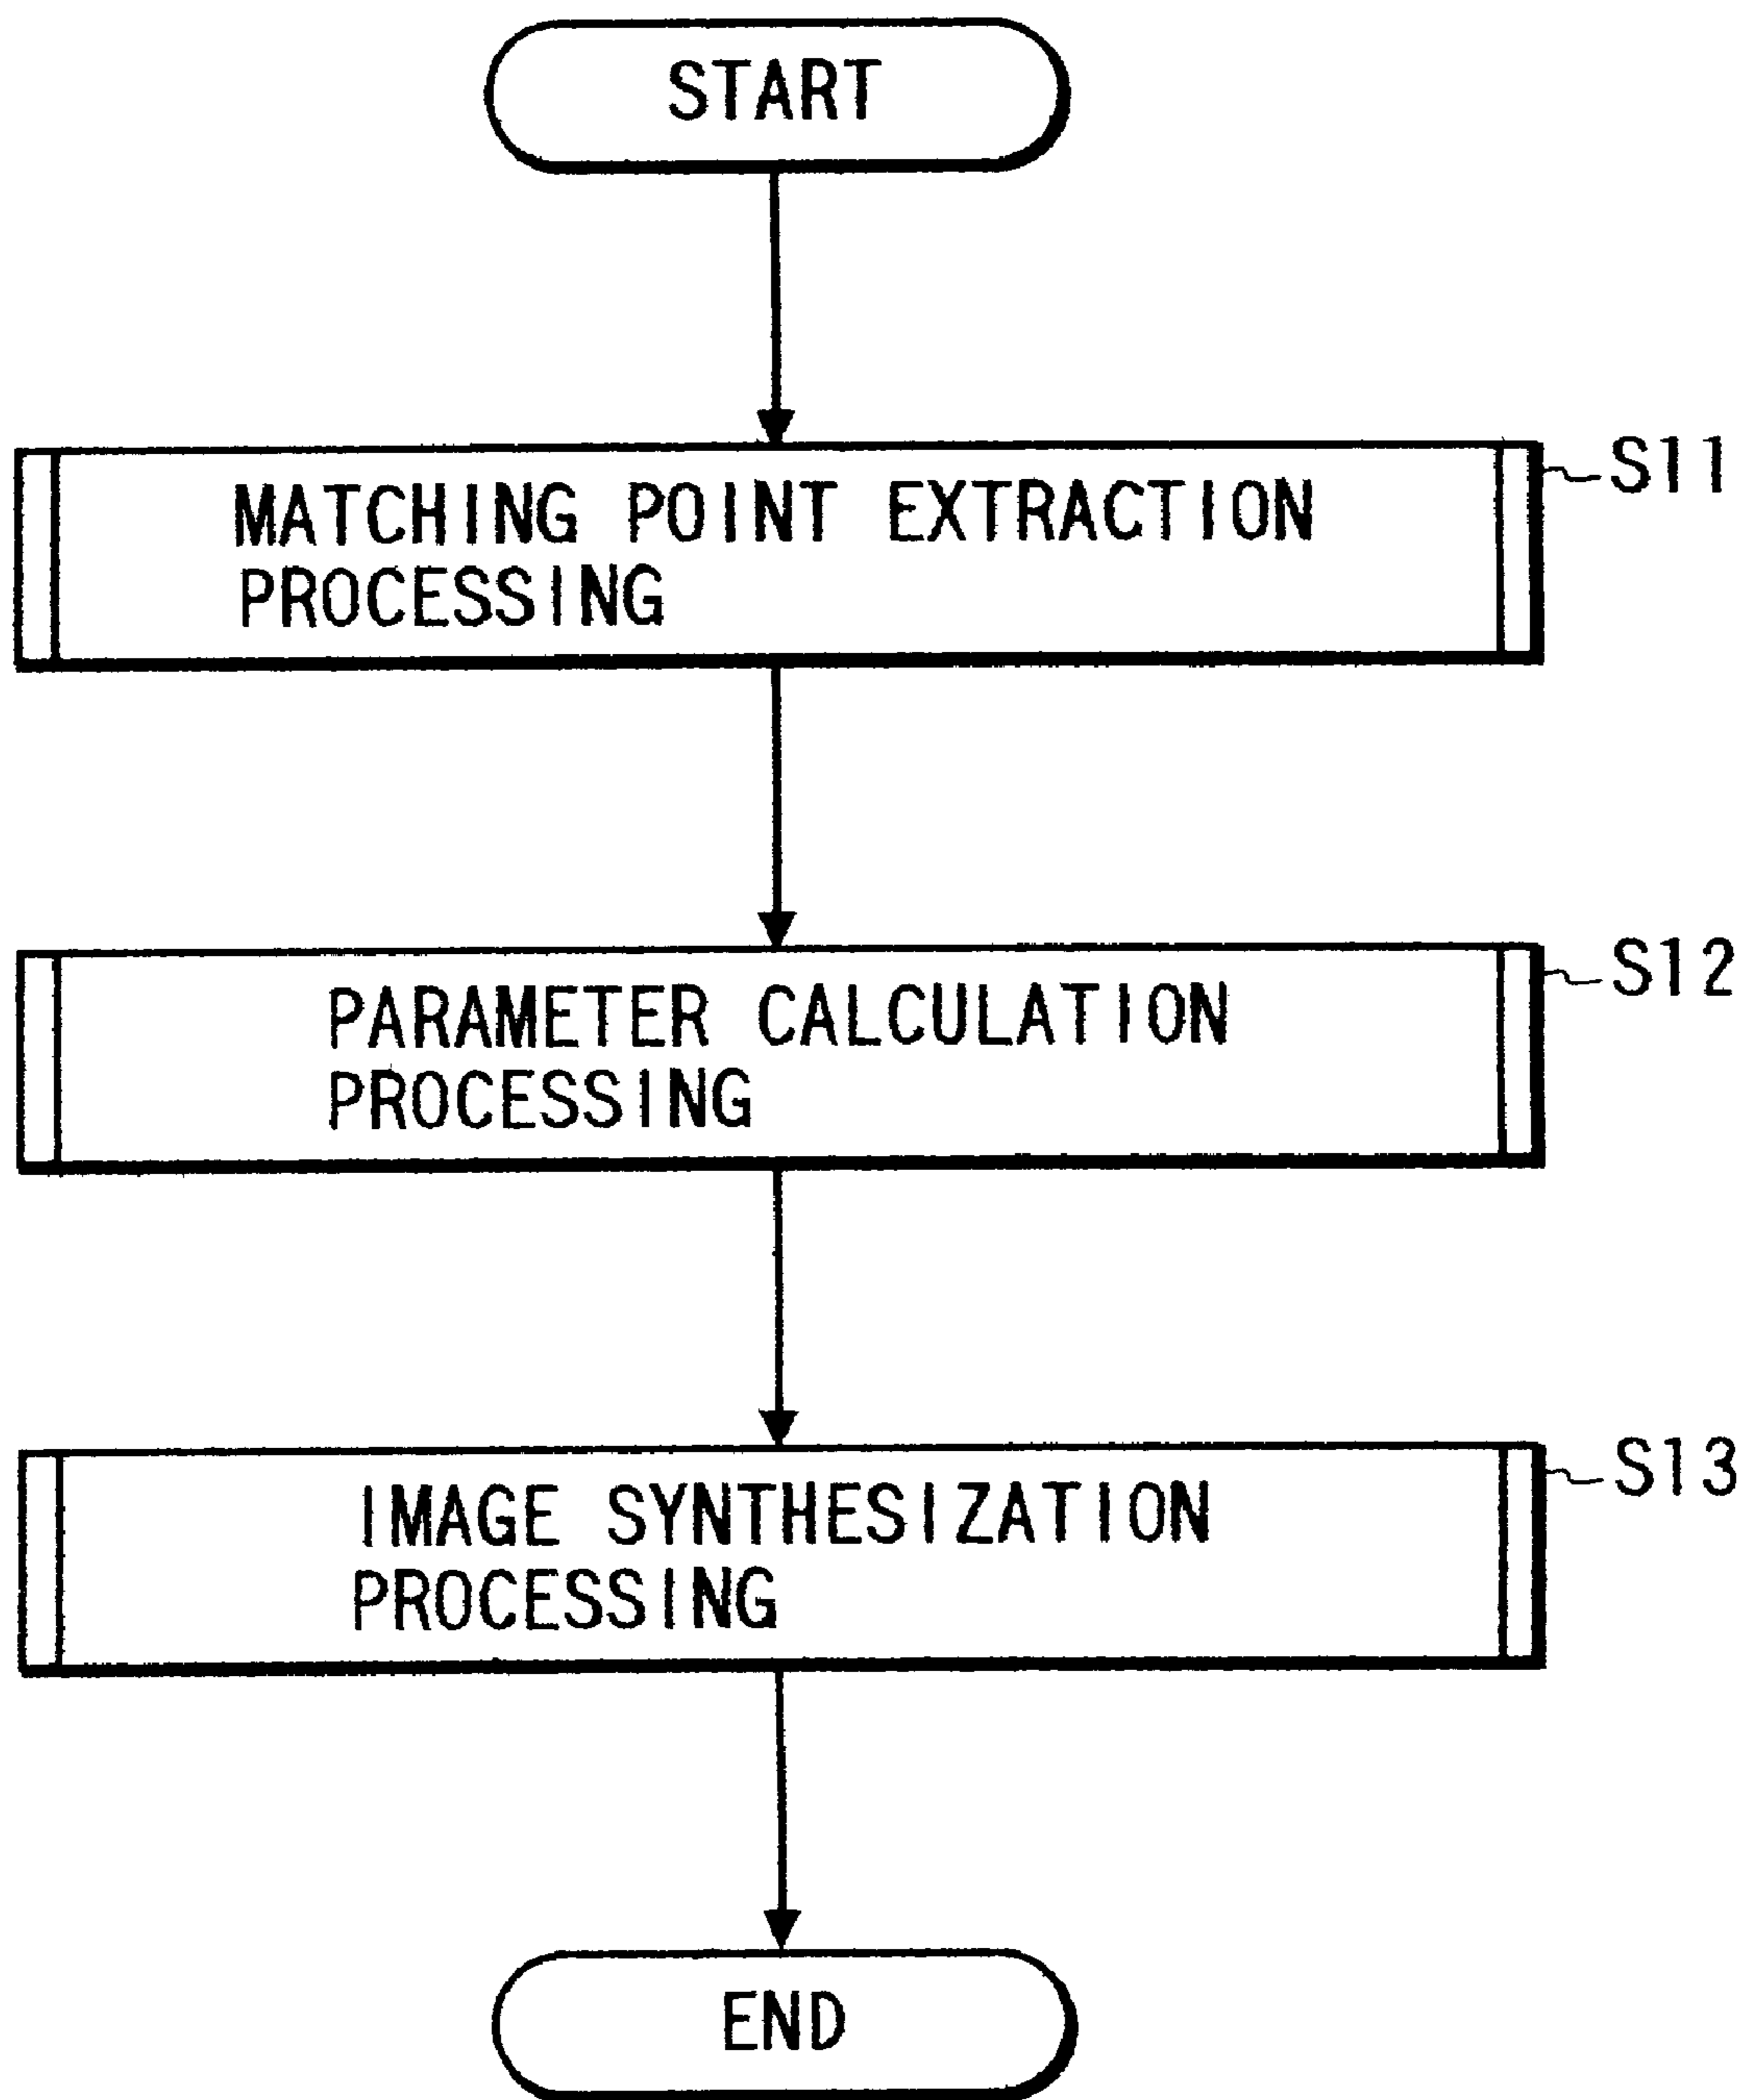 START
MATCHING POINT EXTRACTION
PROCESSING
S11
PARAMETER CALCULATION
PROCESSING
S12
IMAGE SYNTHESIZATION
PROCESSING
S13
END